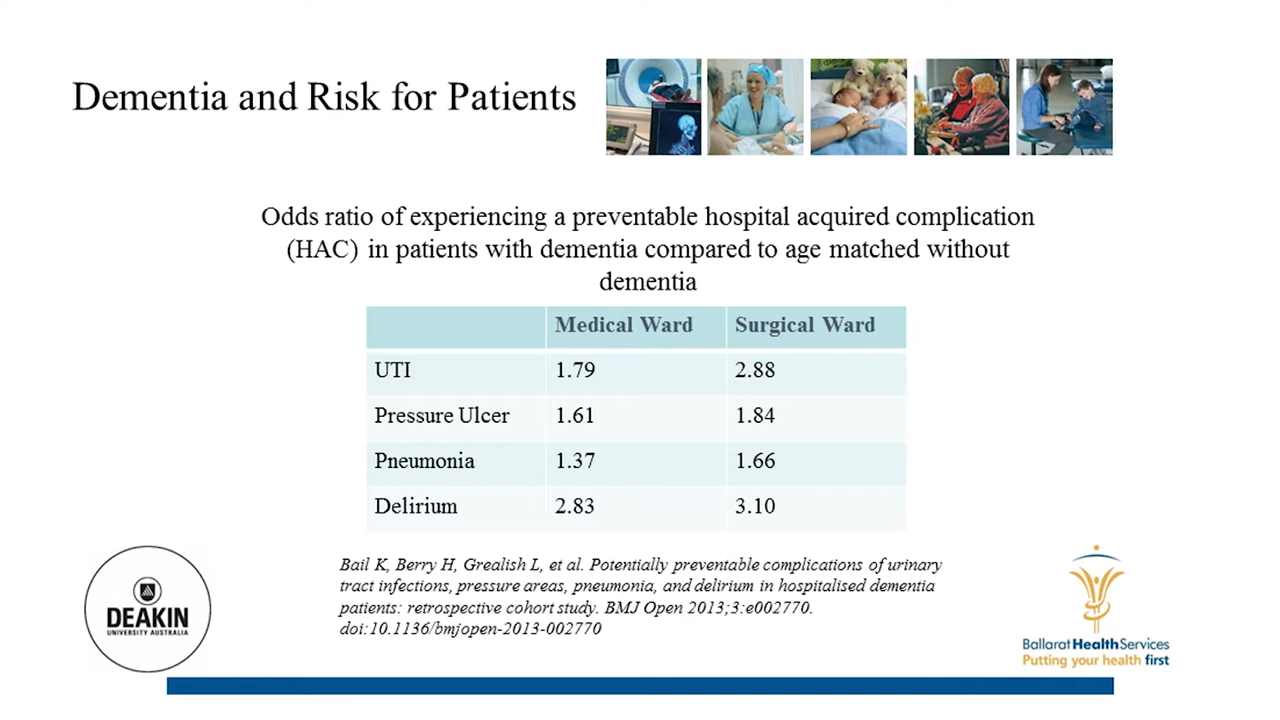 Dementia and Risk for Patients
Odds ratio of experiencing a preventable hospital acquired complication
(HAC) in patients with dementia compared to age matched without
dementia
Medical Ward Surgical Ward
UTI 1.79 2.88
Pressure Ulcer 1.61 1.84
Pneumonia 1.37 1.66
Delirium 2.83 3.10
Bail K, Berry H, Grealish L, et al. Potentially preventable complications of urinary
tract infections, pressure areas, pneumonia, and delirium in hospitalised dementia
patients: retrospective cohort study. BMJ Open 2013;3:e002770.
doi:10.1136/bmjopen-2013-002770
DEAKIN
UNIVERSITY AUSTRALIA
Ballarat HealthServices
Putting your health first